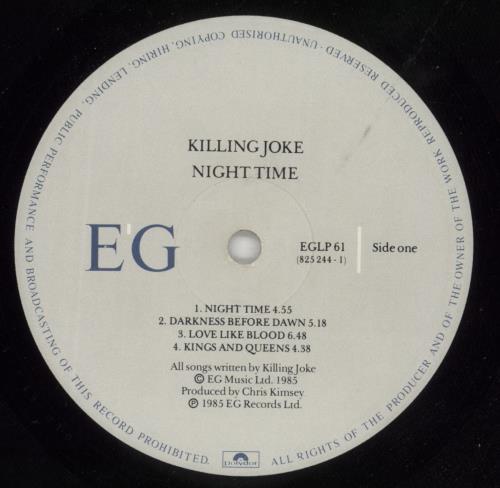 KILLING JOKE
NIGHT TIME
E'G
EGLP 61
(825 244 - 1)
Side one
1. NIGHT TIME 4.55
2. DARKNESS BEFORE DAWN 5.18
3. LOVE LIKE BLOOD 6.48
4. KINGS AND QUEENS 4.38
All songs written by Killing Joke
© EG Music Ltd. 1985
Produced by Chris Kimsey
℗ 1985 EG Records Ltd.
ALL RIGHTS OF THE PRODUCER AND OF THE OWNER OF THE WORK REPRODUCED RESERVED · UNAUTHORISED COPYING, HIRING, LENDING, PUBLIC PERFORMANCE AND BROADCASTING OF THIS RECORD PROHIBITED.
polydor